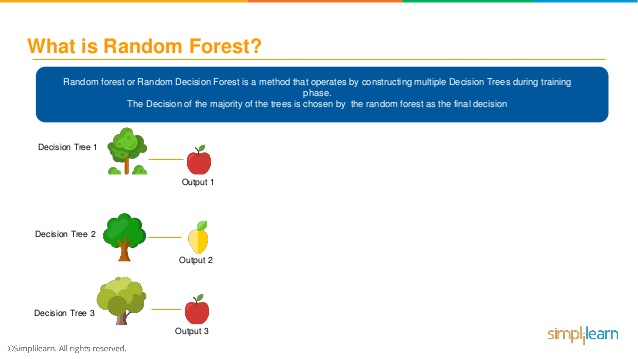 What is Random Forest?
Random forest or Random Decision Forest is a method that operates by constructing multiple Decision Trees during training
phase.
The Decision of the majority of the trees is chosen by the random forest as the final decision
Decision Tree 1
Output 1
Decision Tree 2
Output 2
Decision Tree 3
Output 3
©Simplilearn. All rights reserved.
simplilearn